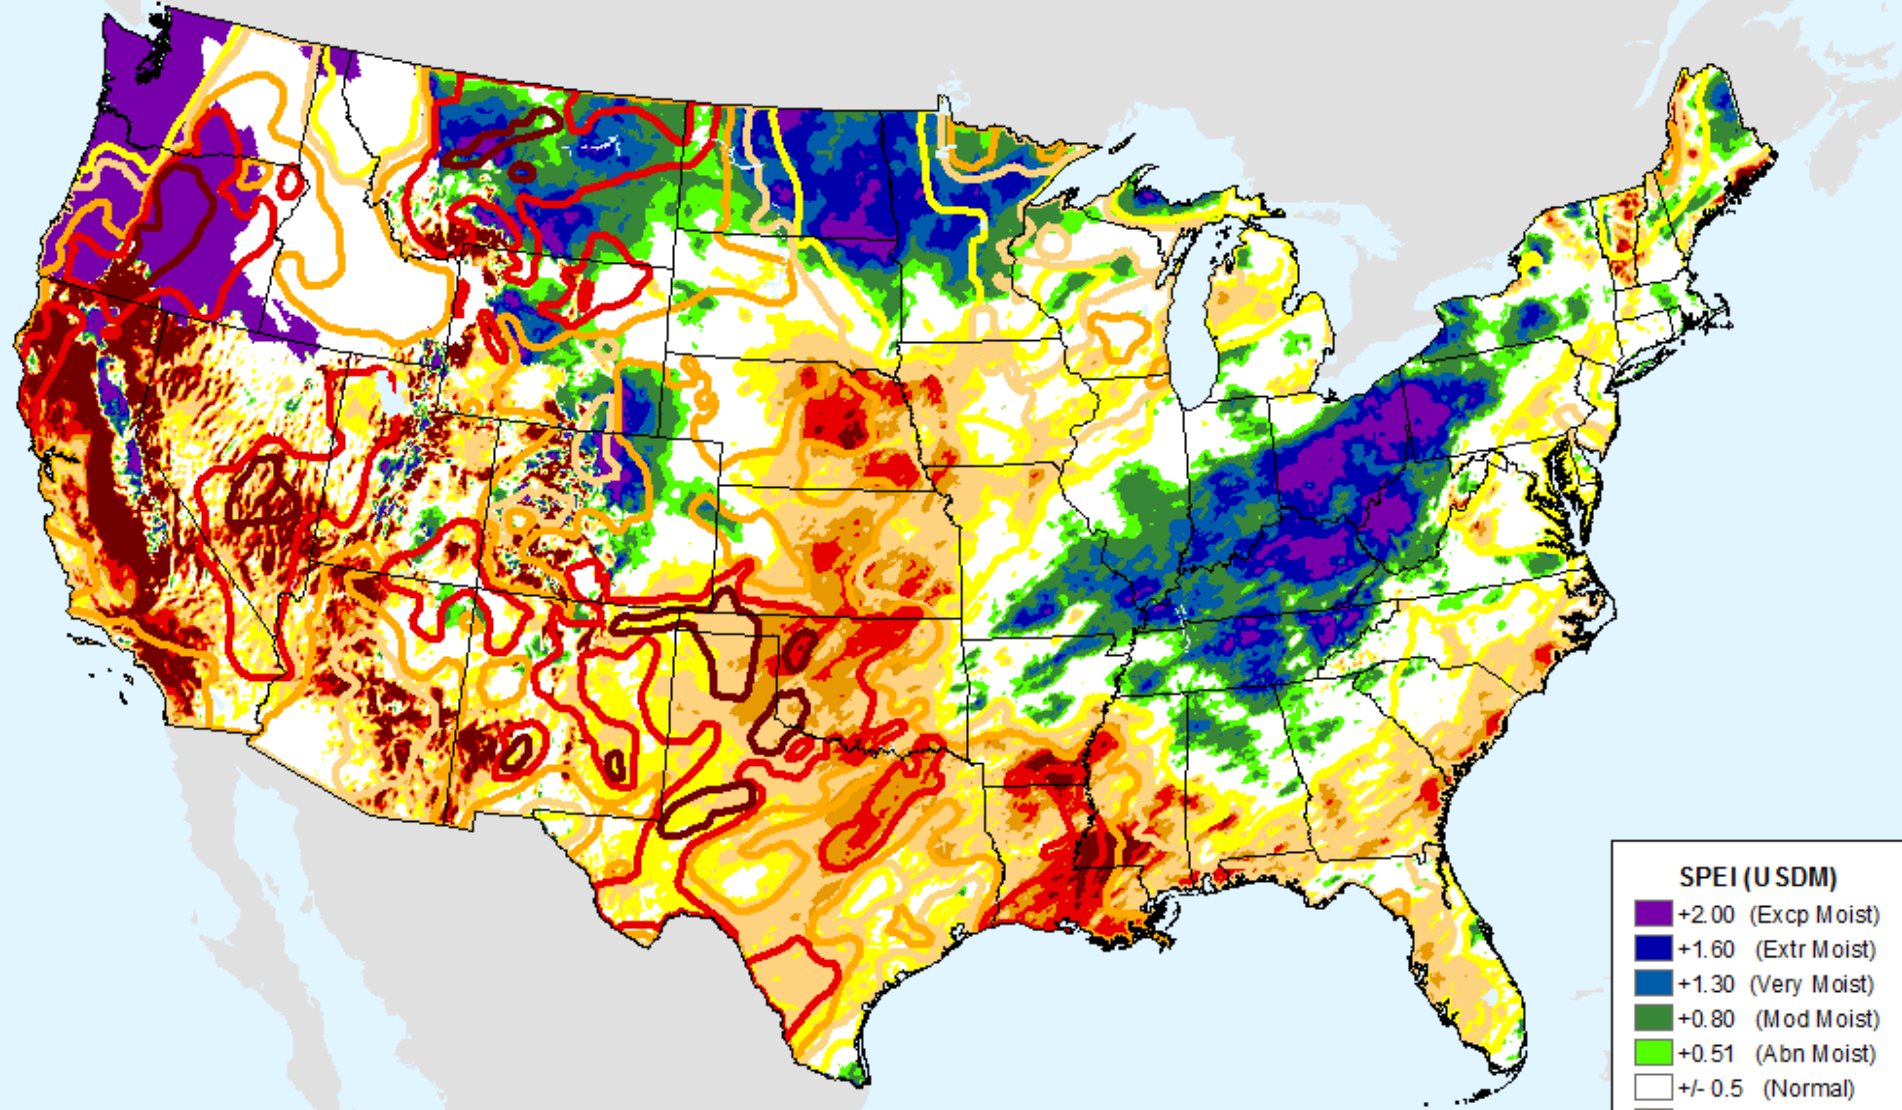 SPEI (USDM)
+2.00 (Excp Moist)
+1.60 (Extr Moist)
+1.30 (Very Moist)
+0.80 (Mod Moist)
+0.51 (Abn Moist)
+/- 0.5 (Normal)